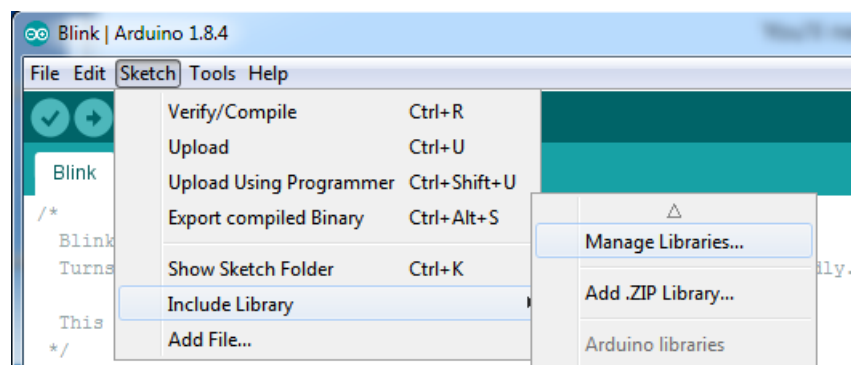 Blink | Arduino 1.8.4
File Edit Sketch Tools Help
Verify/Compile Ctrl+R
Upload Ctrl+U
Upload Using Programmer Ctrl+Shift+U
Export compiled Binary Ctrl+Alt+S
Show Sketch Folder Ctrl+K
Include Library
Add File...
Manage Libraries...
Add .ZIP Library...
Arduino libraries
Blink
/*
Blink
Turns
This
*/